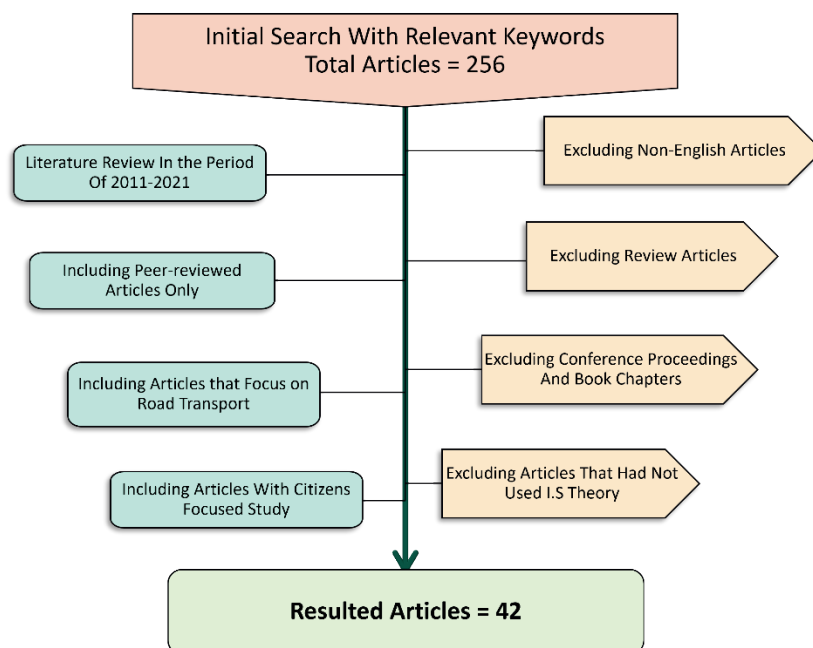 Initial Search With Relevant Keywords
Total Articles = 256
Excluding Non-English Articles
Literature Review In the Period
Of 2011-2021
Excluding Review Articles
Including Peer-reviewed
Articles Only
Excluding Conference Proceedings
And Book Chapters
Including Articles that Focus on
Road Transport
Excluding Articles That Had Not
Used I.S Theory
Including Articles With Citizens
Focused Study
Resulted Articles = 42